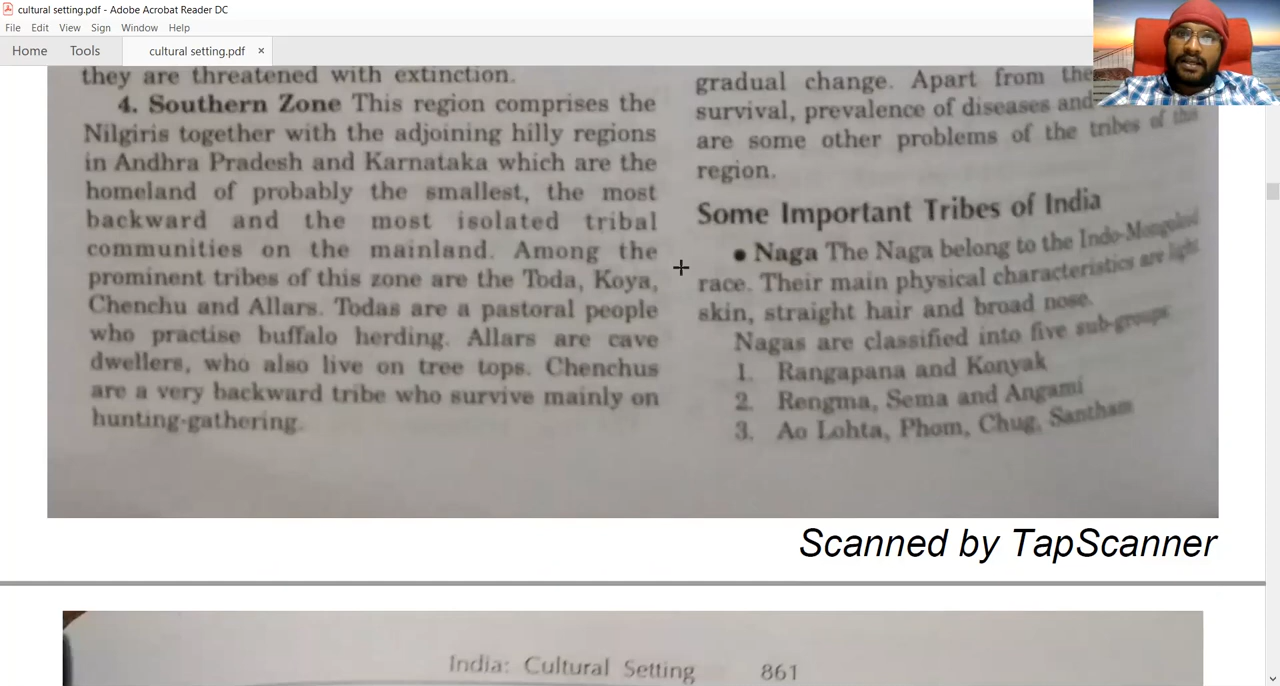 cultural setting.pdf - Adobe Acrobat Reader DC
File Edit View Sign Window Help
Home Tools cultural setting.pdf ×
they are threatened with extinction.
4. Southern Zone This region comprises the
Nilgiris together with the adjoining hilly regions
in Andhra Pradesh and Karnataka which are the
homeland of probably the smallest, the most
backward and the most isolated tribal
communities on the mainland. Among the
prominent tribes of this zone are the Toda, Koya,
Chenchu and Allars. Todas are a pastoral people
who practise buffalo herding. Allars are cave
dwellers, who also live on tree tops. Chenchus
are a very backward tribe who survive mainly on
hunting-gathering.
gradual change. Apart from the
survival, prevalence of diseases and
are some other problems of the tribes of this
region.
Some Important Tribes of India
• Naga The Naga belong to the Indo-Mongoloid
race. Their main physical characteristics are light
skin, straight hair and broad nose.
Nagas are classified into five sub-groups
1. Rangapana and Konyak
2. Rengma, Sema and Angami
3. Ao Lohta, Phom, Chug, Santham
Scanned by TapScanner
India: Cultural Setting 861